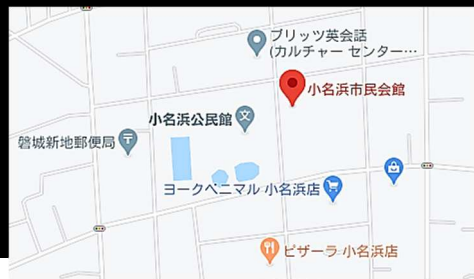 ブリッツ英会話
(カルチャー センター…
小名浜市民会館
小名浜公民館
文
磐城新地郵便局
〒
ヨークベニマル 小名浜店
ピザーラ 小名浜店